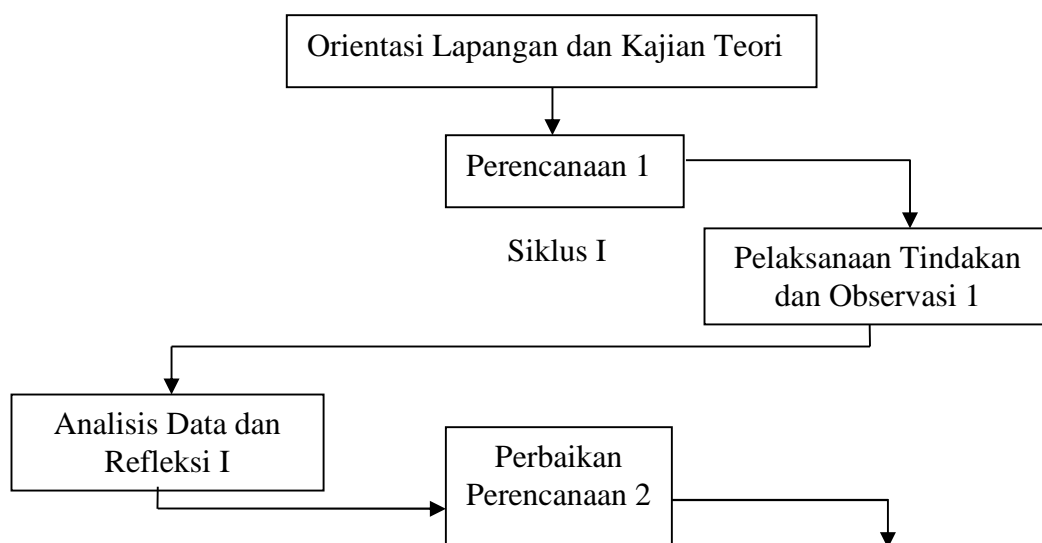 Orientasi Lapangan dan Kajian Teori
Perencanaan 1
Siklus I
Pelaksanaan Tindakan
dan Observasi 1
Analisis Data dan
Refleksi I
Perbaikan
Perencanaan 2